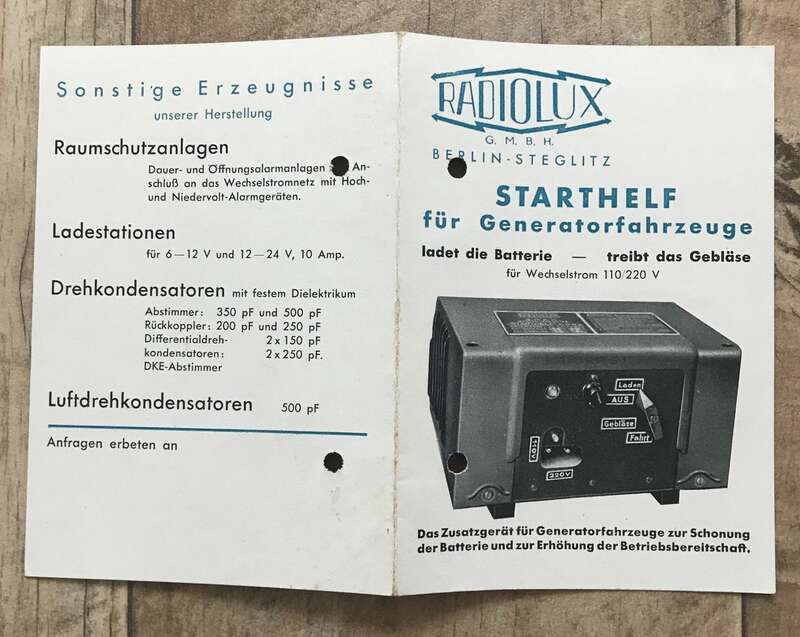 Sonstige Erzeugnisse
unserer Herstellung
Raumschutzanlagen
Dauer- und Öffnungsalarmanlagen An-
schluß an das Wechselstromnetz mit Hoch-
und Niedervolt-Alarmgeräten.
Ladestationen
für 6—12 V und 12—24 V, 10 Amp.
Drehkondensatoren mit festem Dielektrikum
Abstimmer: 350 pF und 500 pF
Rückkoppler: 200 pF und 250 pF
Differentialdreh- 2 x 150 pF
kondensatoren: 2 x 250 pF.
DKE-Abstimmer
Luftdrehkondensatoren 500 pF
Anfragen erbeten an
RADIOLUX
G. M. B. H.
BERLIN-STEGLITZ
STARTHELF
für Generatorfahrzeuge
ladet die Batterie — treibt das Gebläse
für Wechselstrom 110/220 V
Laden
AUS
Gebläse
Fahrt
110V
220V
Das Zusatzgerät für Generatorfahrzeuge zur Schonung
der Batterie und zur Erhöhung der Betriebsbereitschaft.